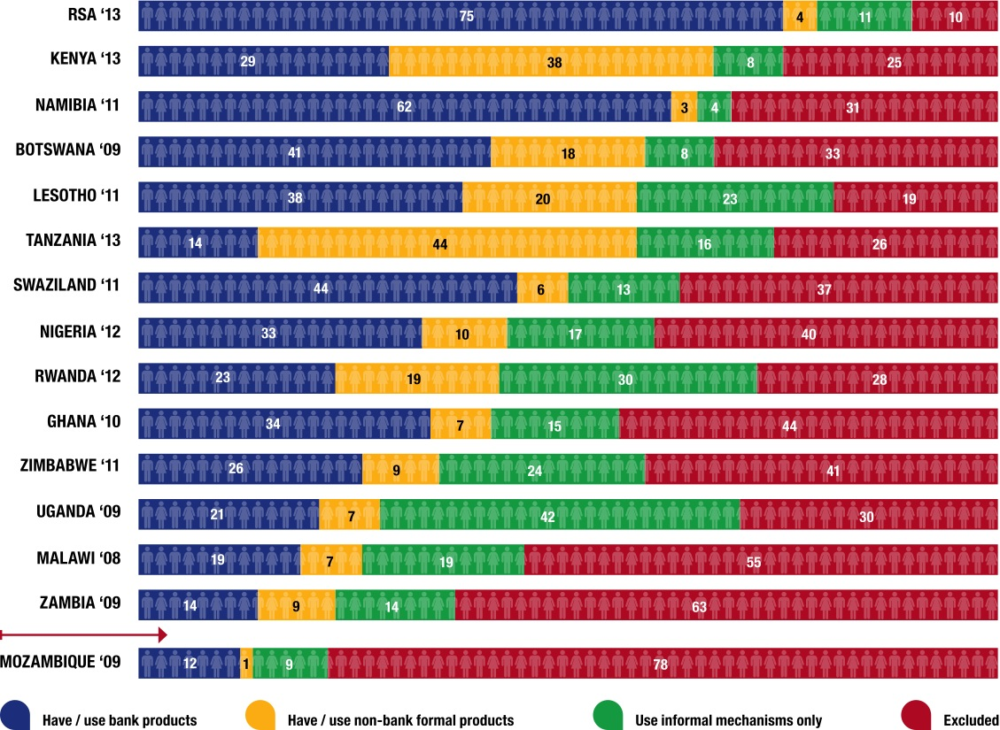 RSA ‘13 75 4 11 10
KENYA ‘13 29 38 8 25
NAMIBIA ‘11 62 3 4 31
BOTSWANA ‘09 41 18 8 33
LESOTHO ‘11 38 20 23 19
TANZANIA ‘13 14 44 16 26
SWAZILAND ‘11 44 6 13 37
NIGERIA ‘12 33 10 17 40
RWANDA ‘12 23 19 30 28
GHANA ‘10 34 7 15 44
ZIMBABWE ‘11 26 9 24 41
UGANDA ‘09 21 7 42 30
MALAWI ‘08 19 7 19 55
ZAMBIA ‘09 14 9 14 63
MOZAMBIQUE ‘09 12 1 9 78
Have / use bank products Have / use non-bank formal products Use informal mechanisms only Excluded